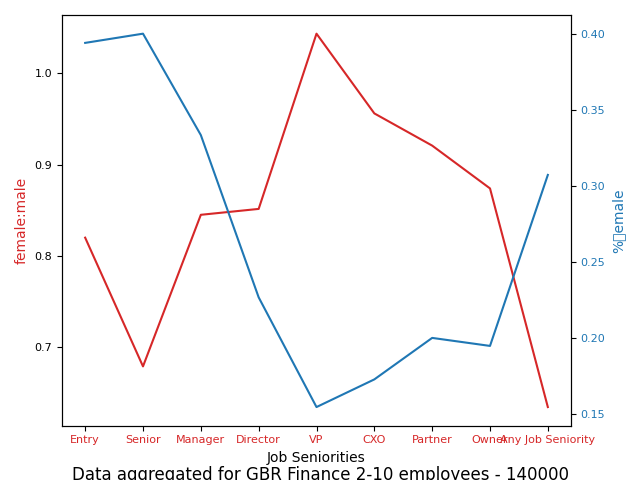 1.0
0.9
0.8
0.7
female:male
0.40
0.35
0.30
0.25
0.20
0.15
Entry Senior Manager Director VP CXO Partner Owner Any Job Seniority
Job Seniorities
Data aggregated for GBR Finance 2-10 employees - 140000